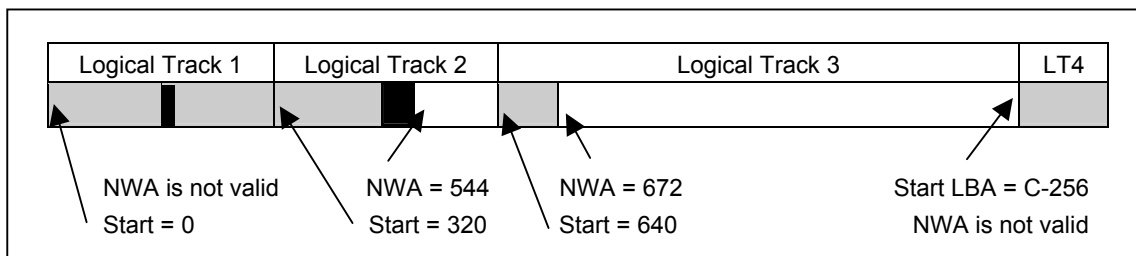 Logical Track 1 Logical Track 2 Logical Track 3 LT4
NWA is not valid NWA = 544 NWA = 672 Start LBA = C-256
Start = 0 Start = 320 Start = 640 NWA is not valid